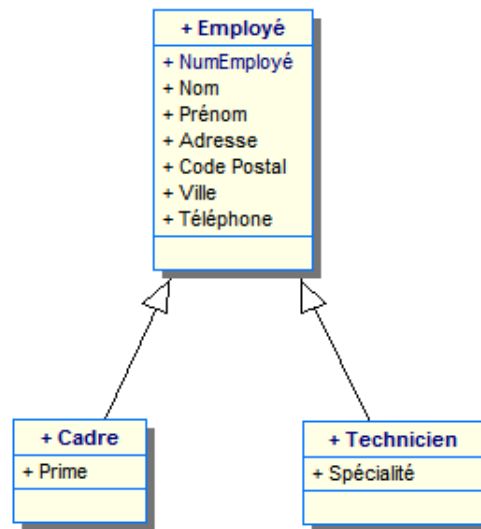 + Employé
+ NumEmployé
+ Nom
+ Prénom
+ Adresse
+ Code Postal
+ Ville
+ Téléphone
+ Cadre
+ Prime
+ Technicien
+ Spécialité